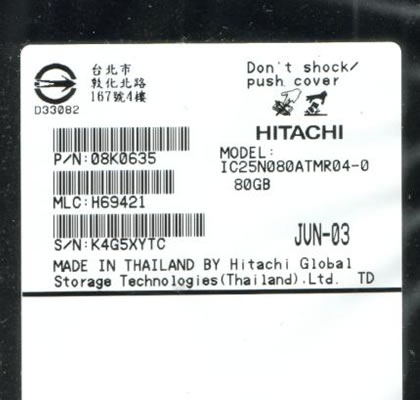 台北市
敦化北路
167號4樓
D33082
Don't shock/
push cover
HITACHI
P/N:08K0635
MODEL:
IC25N080ATMR04-0
80GB
MLC:H69421
S/N:K4G5XYTC
JUN-03
MADE IN THAILAND BY Hitachi Global
Storage Technologies(Thailand).Ltd. TD